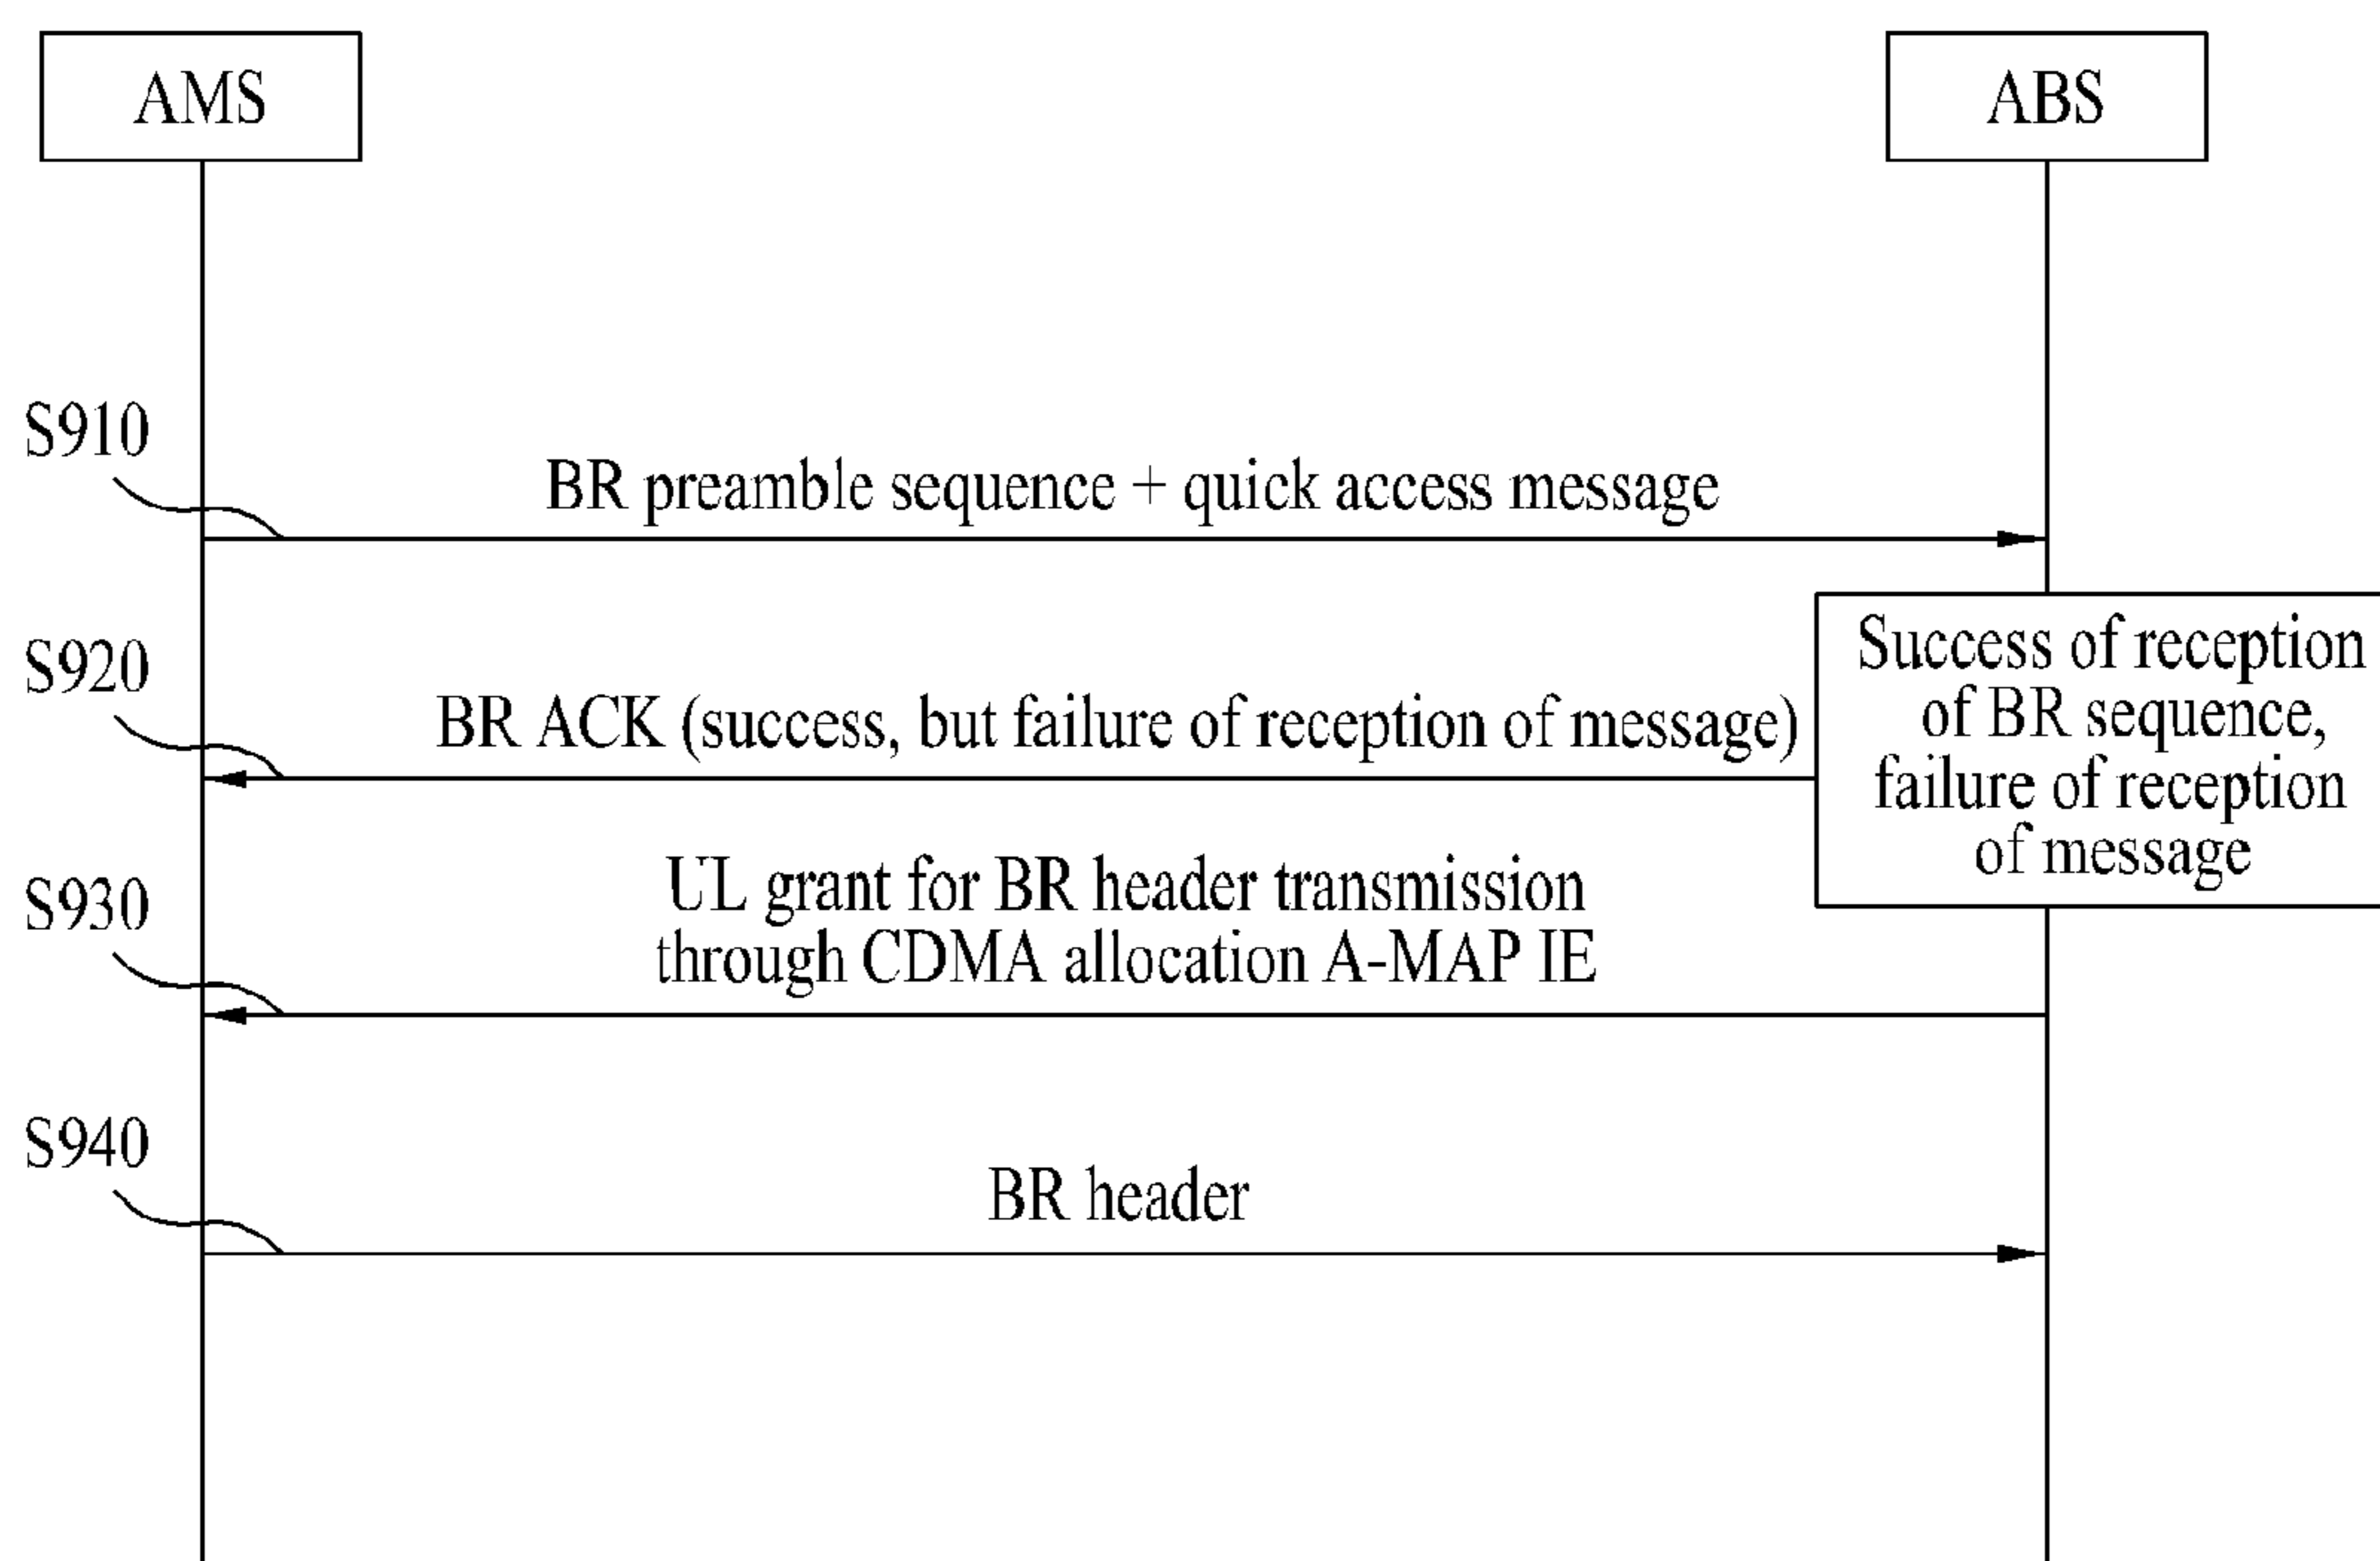 AMS
ABS
S910
BR preamble sequence + quick access message
Success of reception
of BR sequence,
failure of reception
of message
S920
BR ACK (success, but failure of reception of message)
S930
UL grant for BR header transmission
through CDMA allocation A-MAP IE
S940
BR header